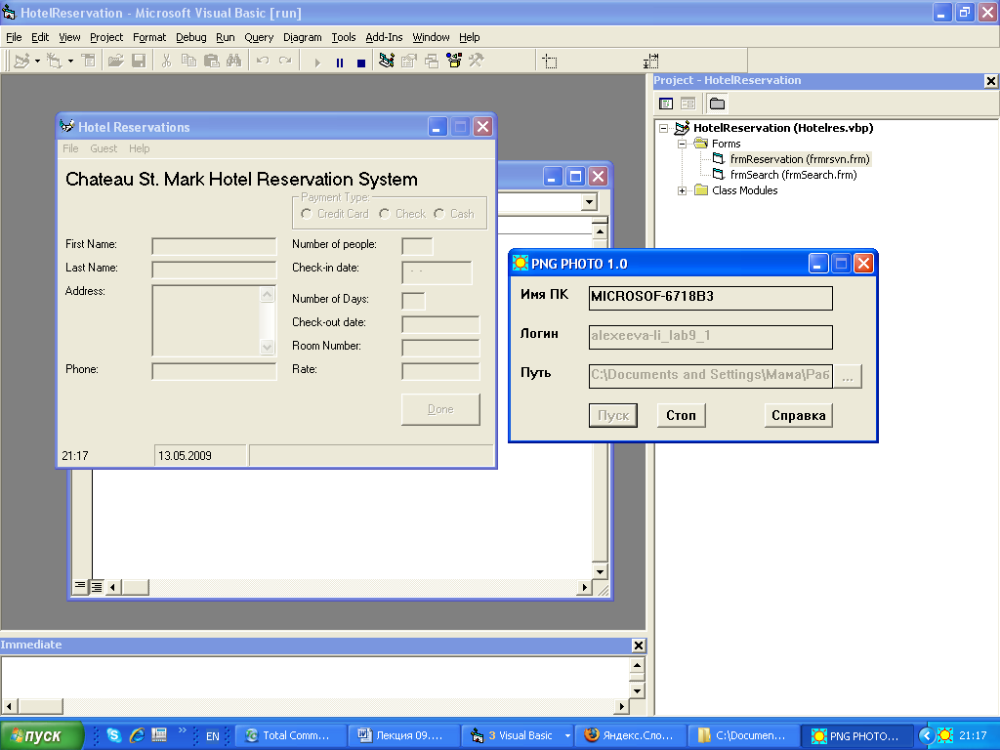 HotelReservation - Microsoft Visual Basic [run]
File Edit View Project Format Debug Run Query Diagram Tools Add-Ins Window Help
Project - HotelReservation
HotelReservation (Hotelres.vbp)
Forms
frmReservation (frmrsvn.frm)
frmSearch (frmSearch.frm)
Class Modules
Hotel Reservations
File Guest Help
Chateau St. Mark Hotel Reservation System
Payment Type:
Credit Card Check Cash
First Name:
Number of people:
Last Name:
Check-in date:
- -
Address:
Number of Days:
Check-out date:
Room Number:
Phone:
Rate:
Done
21:17
13.05.2009
PNG PHOTO 1.0
Имя ПК
MICROSOF-6718B3
Логин
alexeeva-li_lab9_1
Путь
C:\Documents and Settings\Мама\Раб
...
Пуск
Стоп
Справка
Immediate
пуск
EN
Total Comm...
Лекция 09....
3 Visual Basic
Яндекс.Сло...
C:\Documen...
PNG PHOTO...
21:17